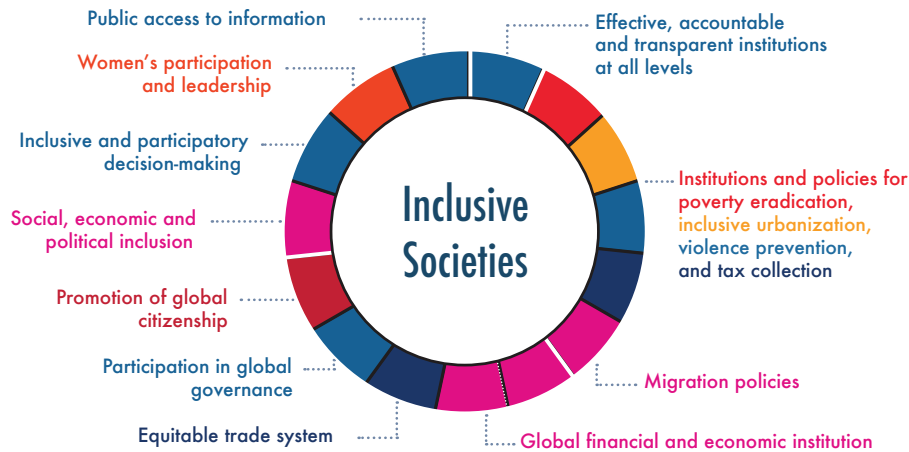 Public access to information
Effective, accountable
and transparent institutions
at all levels
Women's participation
and leadership
Inclusive and participatory
decision-making
Institutions and policies for
poverty eradication,
inclusive urbanization,
violence prevention,
and tax collection
Inclusive
Societies
Social, economic and
political inclusion
Promotion of global
citizenship
Participation in global
governance
Migration policies
Equitable trade system
Global financial and economic institution